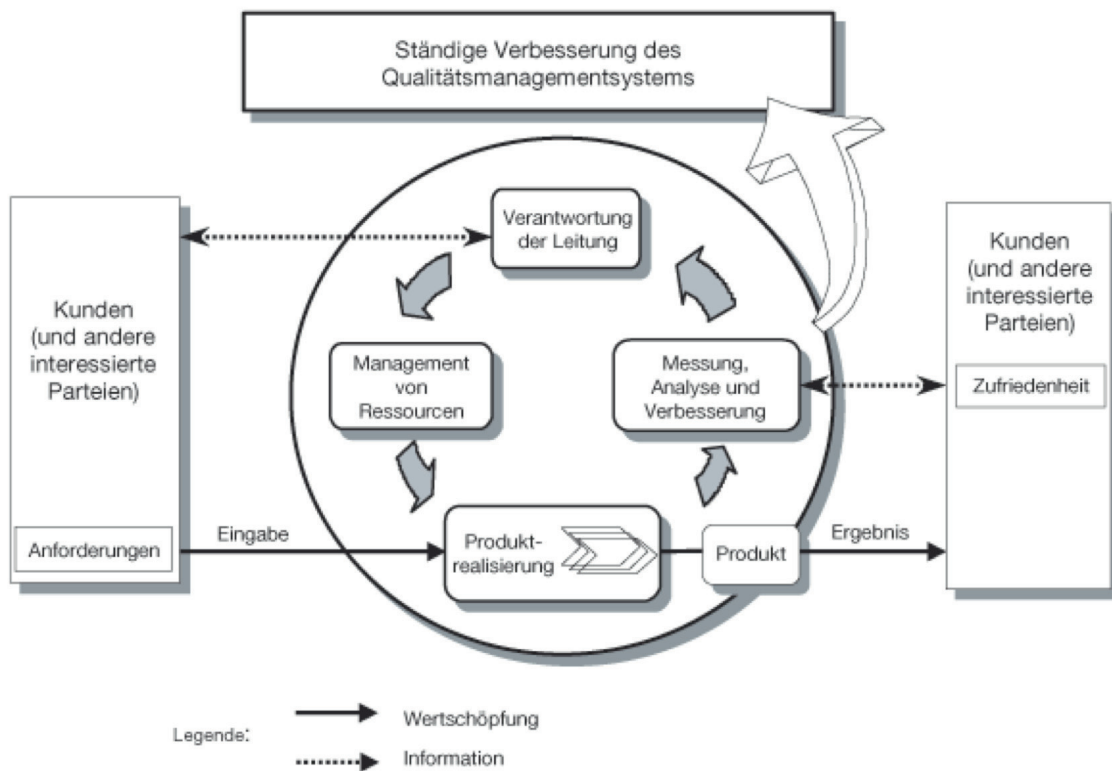 Ständige Verbesserung des
Qualitätsmanagementsystems
Kunden
(und andere
interessierte
Parteien)
Anforderungen
Eingabe
Verantwortung
der Leitung
Management
von
Ressourcen
Messung,
Analyse und
Verbesserung
Produkt-
realisierung
Produkt
Ergebnis
Kunden
(und andere
interessierte
Parteien)
Zufriedenheit
Legende:
Wertschöpfung
Information